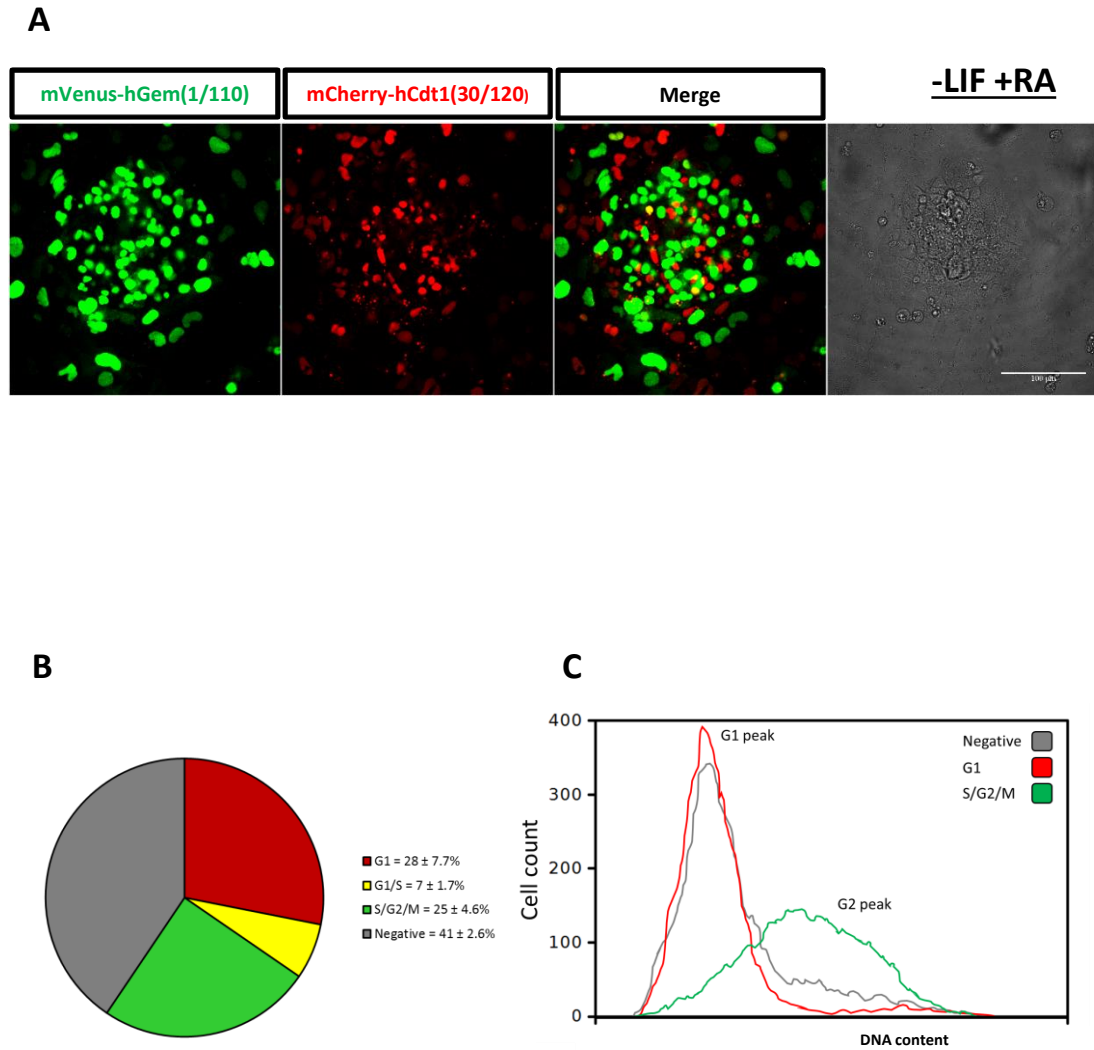 A
mVenus-hGem(1/110)
mCherry-hCdt1(30/120)
Merge
-LIF +RA
100 μm
B
G1 = 28 ± 7.7%
G1/S = 7 ± 1.7%
S/G2/M = 25 ± 4.6%
Negative = 41 ± 2.6%
C
Cell count
400
300
200
100
0
G1 peak
G2 peak
Negative
G1
S/G2/M
DNA content